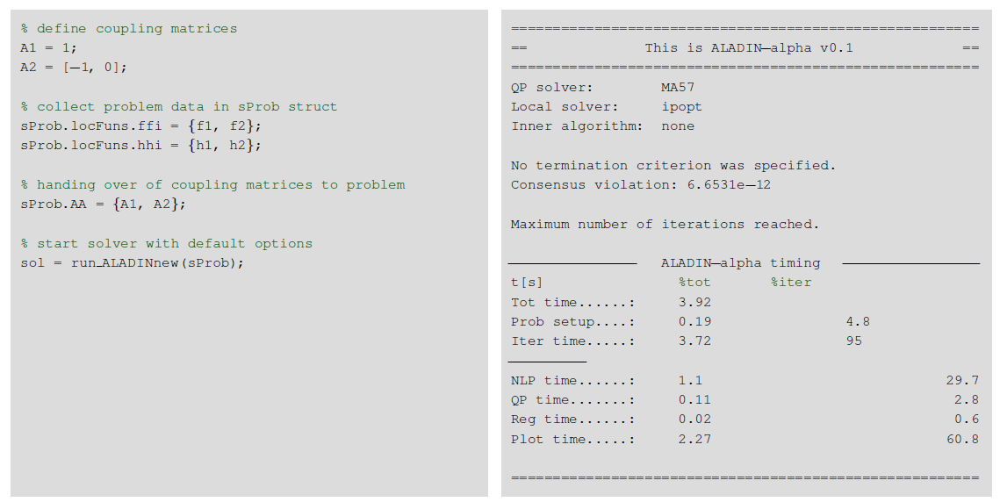 % define coupling matrices
A1 = 1;
A2 = [−1, 0];
% collect problem data in sProb struct
sProb.locFuns.ffi = {f1, f2};
sProb.locFuns.hhi = {h1, h2};
% handing over of coupling matrices to problem
sProb.AA = {A1, A2};
% start solver with default options
sol = run_ALADINnew(sProb);
=========================================================
== This is ALADIN−alpha v0.1 ==
=========================================================
QP solver: MA57
Local solver: ipopt
Inner algorithm: none
No termination criterion was specified.
Consensus violation: 6.6531e−12
Maximum number of iterations reached.
ALADIN−alpha timing
t[s] %tot %iter
Tot time......: 3.92
Prob setup....: 0.19 4.8
Iter time.....: 3.72 95
NLP time......: 1.1 29.7
QP time.......: 0.11 2.8
Reg time......: 0.02 0.6
Plot time.....: 2.27 60.8
=========================================================